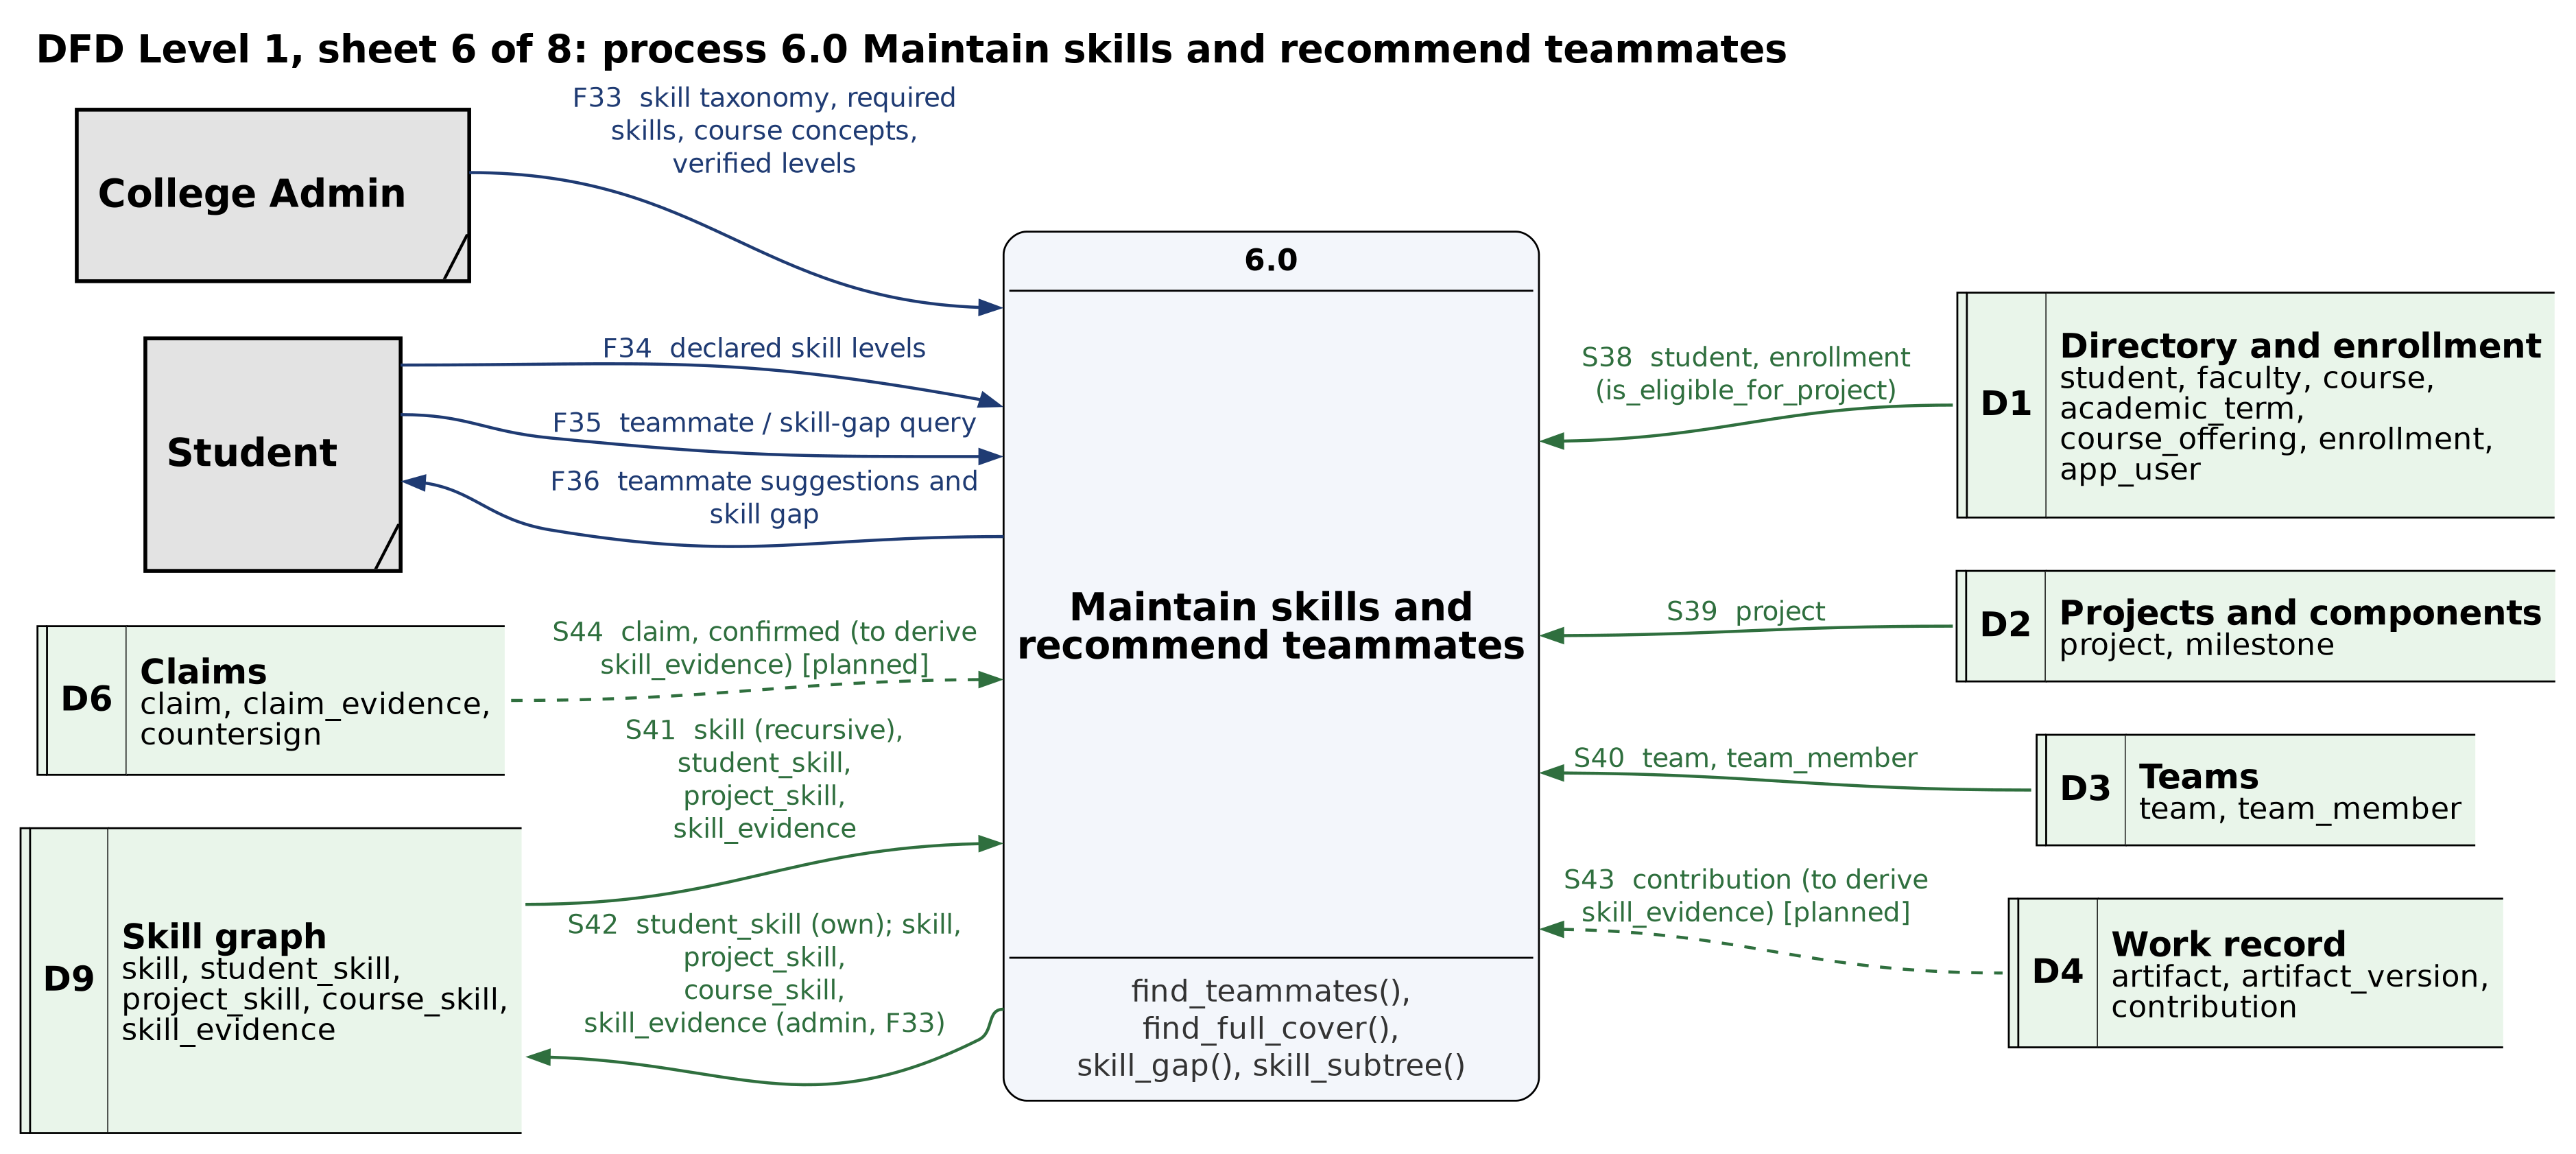 DFD Level 1, sheet 6 of 8: process 6.0 Maintain skills and recommend teammates
College Admin
F33  skill taxonomy, required
skills, course concepts,
verified levels
Student
F34  declared skill levels
F35  teammate / skill-gap query
F36  teammate suggestions and
skill gap
D6
Claims
claim, claim_evidence,
countersign
S44  claim, confirmed (to derive
skill_evidence) [planned]
S41  skill (recursive),
student_skill,
project_skill,
skill_evidence
D9
Skill graph
skill, student_skill,
project_skill, course_skill,
skill_evidence
S42  student_skill (own); skill,
project_skill,
course_skill,
skill_evidence (admin, F33)
6.0
Maintain skills and
recommend teammates
find_teammates(),
find_full_cover(),
skill_gap(), skill_subtree()
S38  student, enrollment
(is_eligible_for_project)
D1
Directory and enrollment
student, faculty, course,
academic_term,
course_offering, enrollment,
app_user
S39  project
D2
Projects and components
project, milestone
S40  team, team_member
D3
Teams
team, team_member
S43  contribution (to derive
skill_evidence) [planned]
D4
Work record
artifact, artifact_version,
contribution